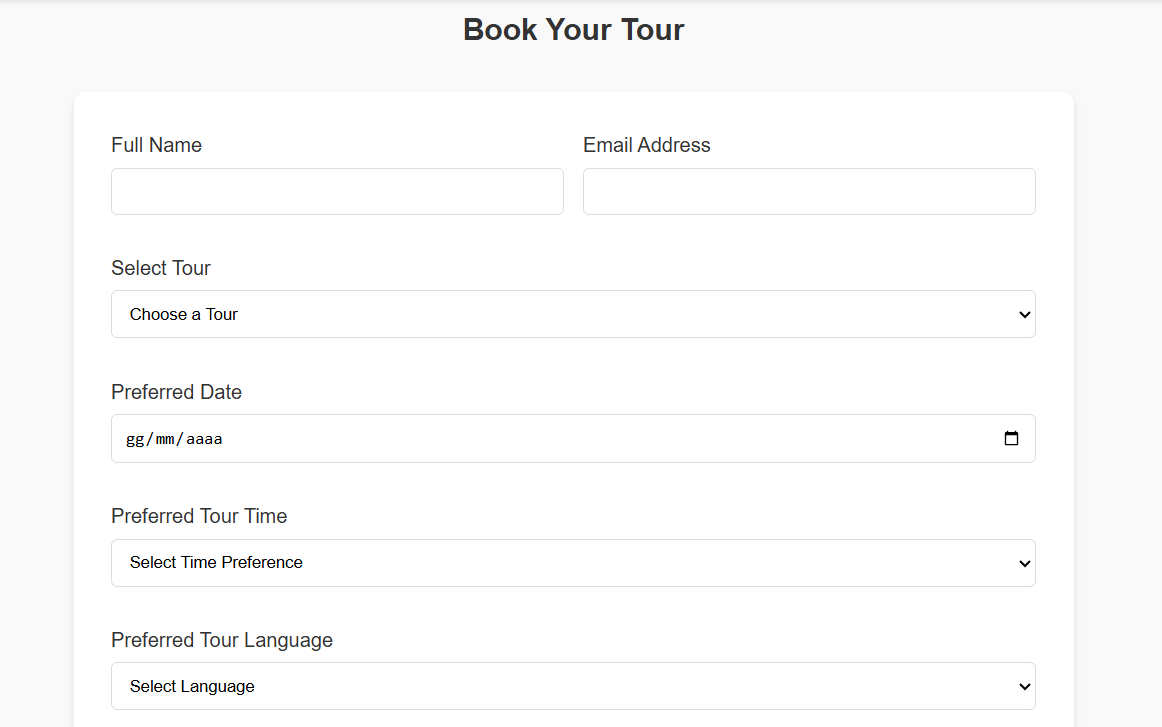 Book Your Tour
Full Name
Email Address
Select Tour
Choose a Tour
Preferred Date
gg/mm/aaaa
Preferred Tour Time
Select Time Preference
Preferred Tour Language
Select Language